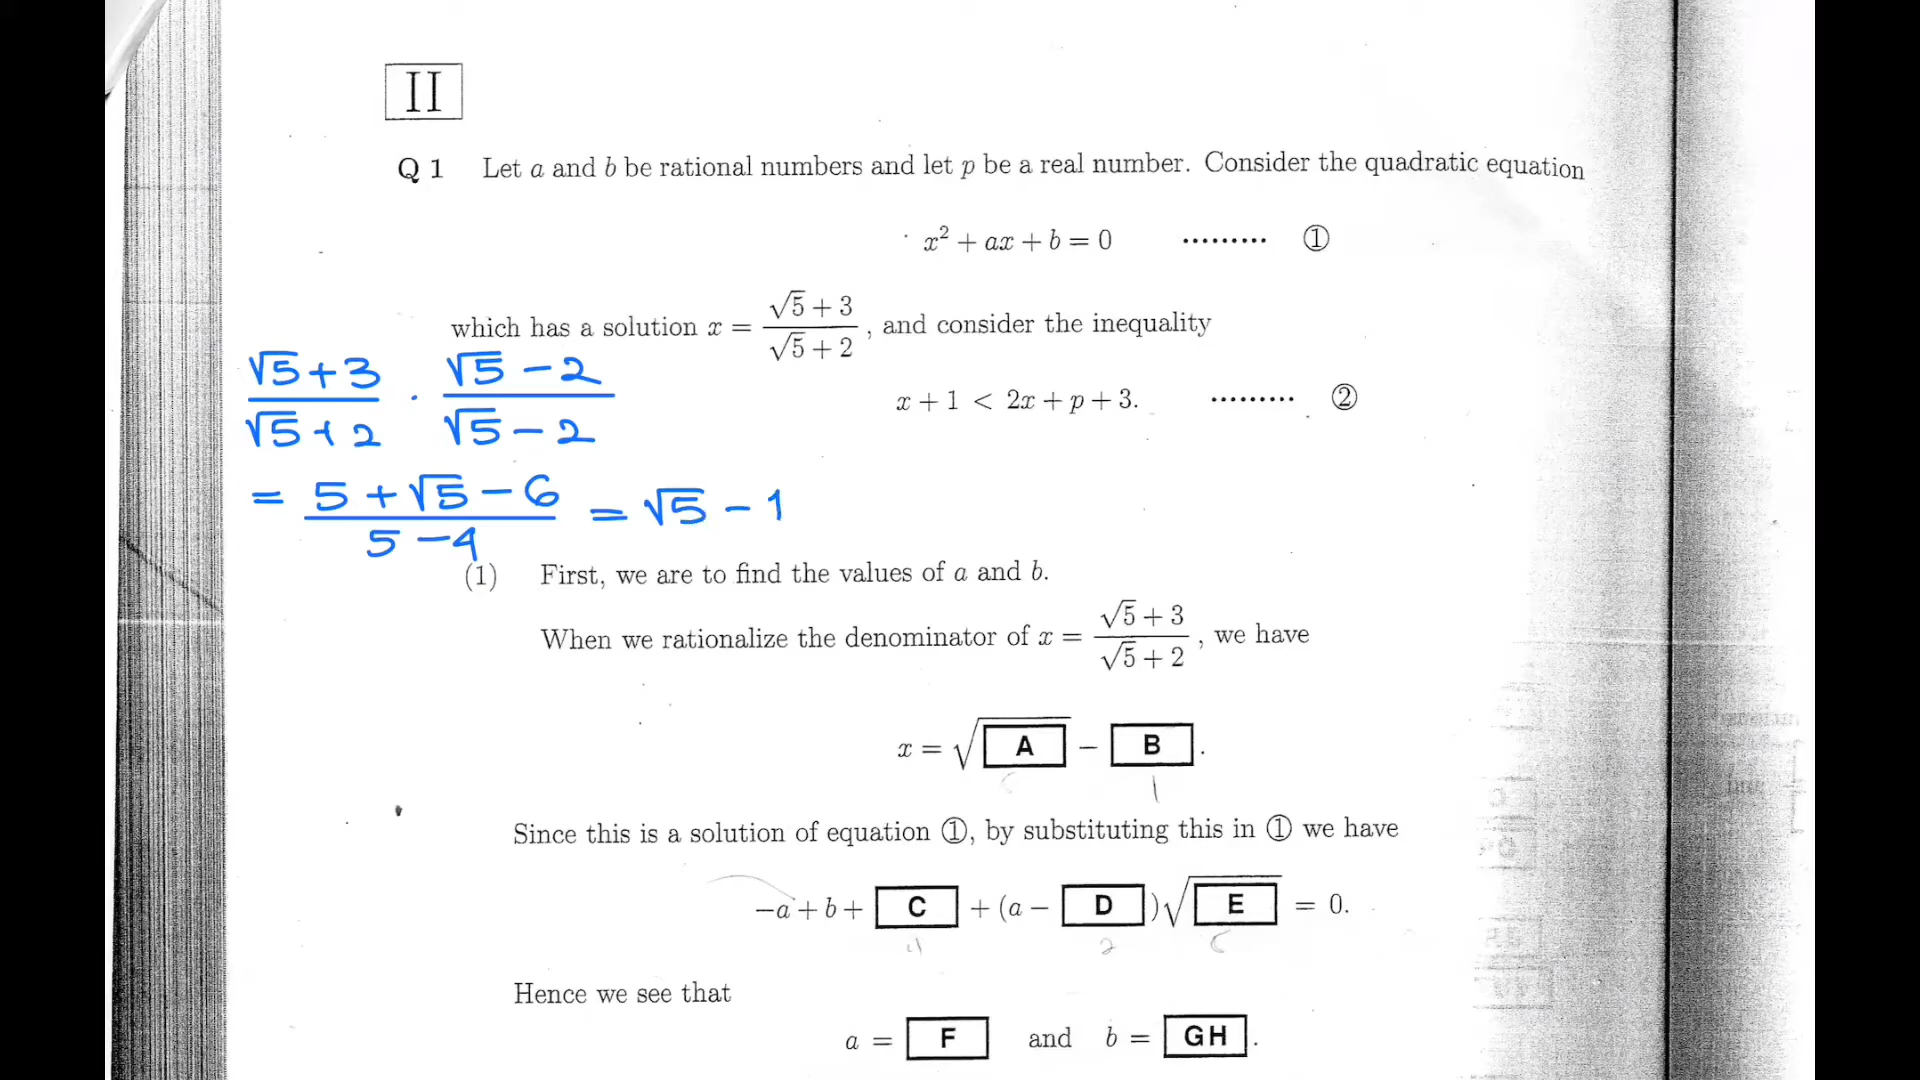 II
Q 1 Let a and b be rational numbers and let p be a real number. Consider the quadratic equation
x² + ax + b = 0 ......... ①
which has a solution x = (√5 + 3)/(√5 + 2), and consider the inequality
x + 1 < 2x + p + 3. ......... ②
(√5 + 3)/(√5 + 2) · (√5 − 2)/(√5 − 2)
= (5 + √5 − 6)/(5 − 4) = √5 − 1
(1) First, we are to find the values of a and b.
When we rationalize the denominator of x = (√5 + 3)/(√5 + 2), we have
x = √A − B.
1
Since this is a solution of equation ①, by substituting this in ① we have
−a + b + C + (a − D)√E = 0.
4 2
Hence we see that
a = F and b = GH.